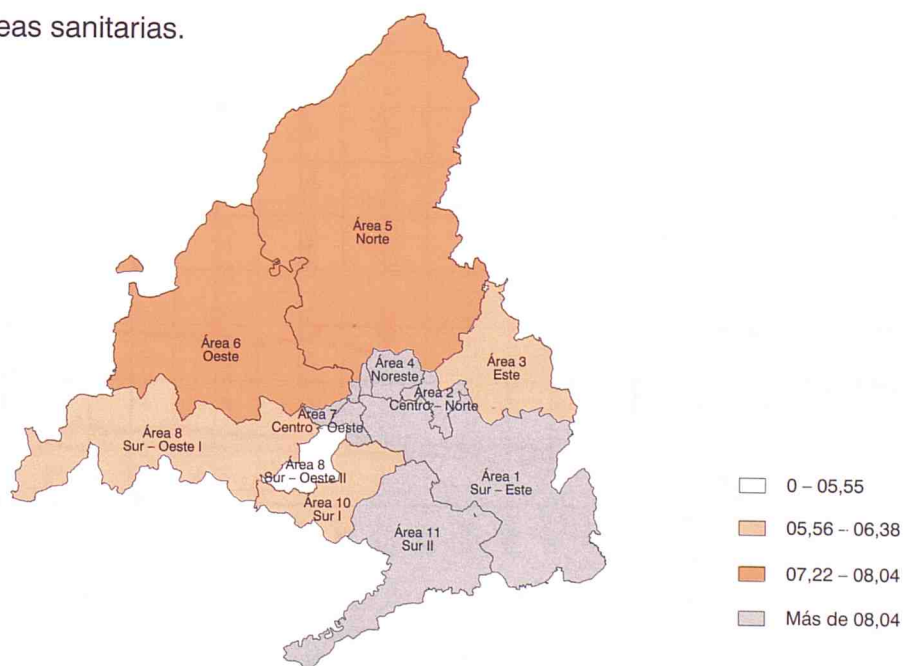 eas sanitarias.
Área 5
Norte
Área 6
Oeste
Área 4
Noreste
Área 3
Este
Área 2
Centro – Norte
Área 7
Centro – Oeste
Área 8
Sur – Oeste I
Área 8
Sur – Oeste II
Área 1
Sur – Este
Área 10
Sur I
Área 11
Sur II
0 – 05,55
05,56 – 06,38
07,22 – 08,04
Más de 08,04